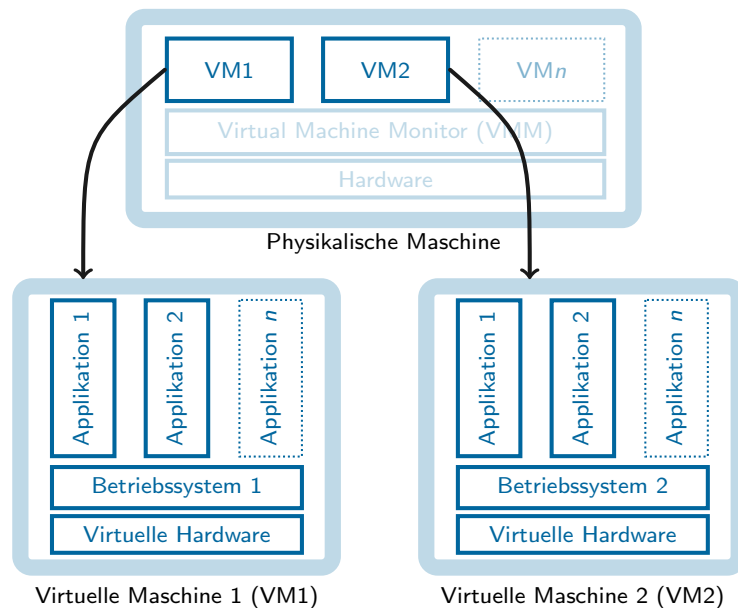 VM1 VM2 VMn
Virtual Machine Monitor (VMM)
Hardware
Physikalische Maschine
Applikation 1
Applikation 2
Applikation n
Betriebssystem 1
Virtuelle Hardware
Virtuelle Maschine 1 (VM1)
Applikation 1
Applikation 2
Applikation n
Betriebssystem 2
Virtuelle Hardware
Virtuelle Maschine 2 (VM2)